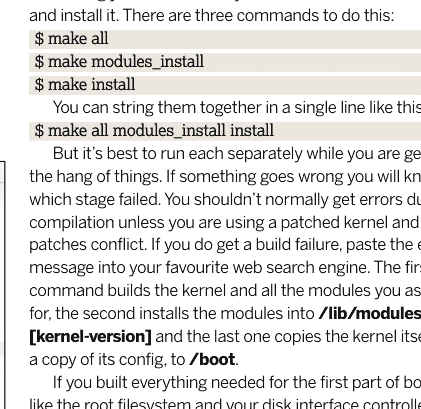 and install it. There are three commands to do this:
$ make all
$ make modules_install
$ make install
You can string them together in a single line like this
$ make all modules_install install
But it's best to run each separately while you are ge
the hang of things. If something goes wrong you will kn
which stage failed. You shouldn't normally get errors du
compilation unless you are using a patched kernel and
patches conflict. If you do get a build failure, paste the e
message into your favourite web search engine. The fir
command builds the kernel and all the modules you as
for, the second installs the modules into /lib/modules
[kernel-version] and the last one copies the kernel itse
a copy of its config, to /boot.
If you built everything needed for the first part of bo
like the root filesystem and your disk interface controlle